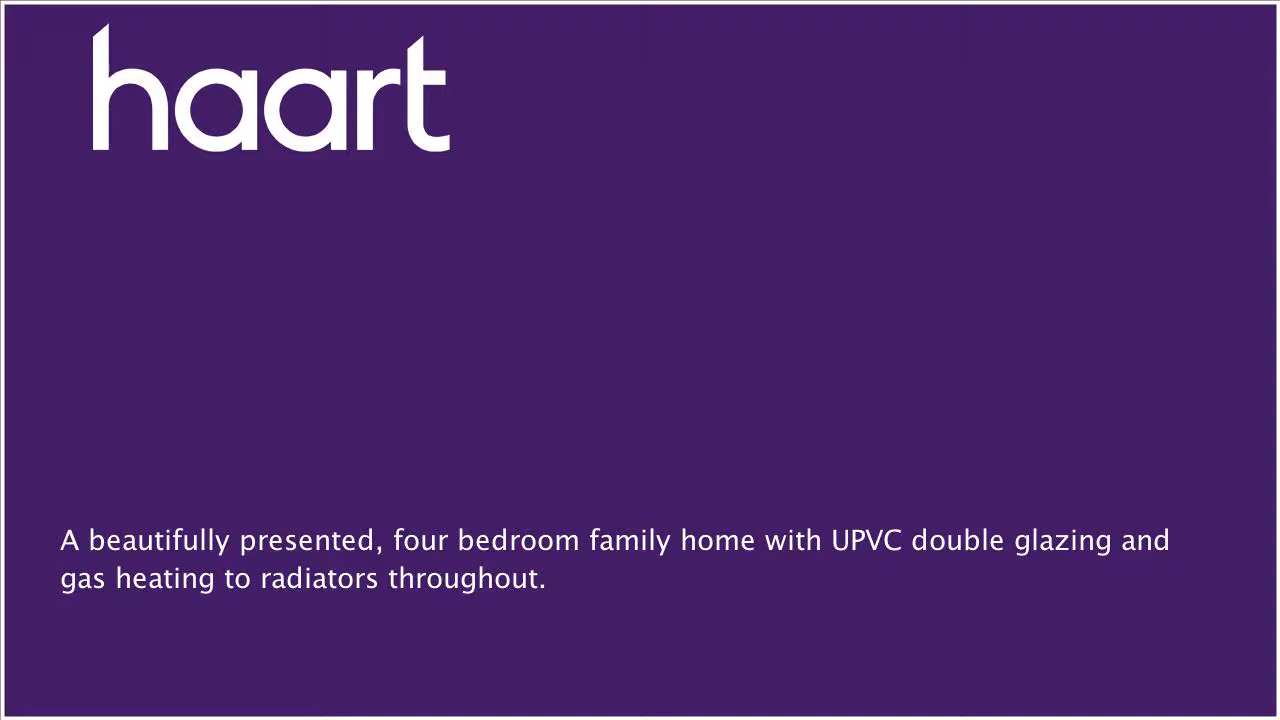 haart
A beautifully presented, four bedroom family home with UPVC double glazing and
gas heating to radiators throughout.